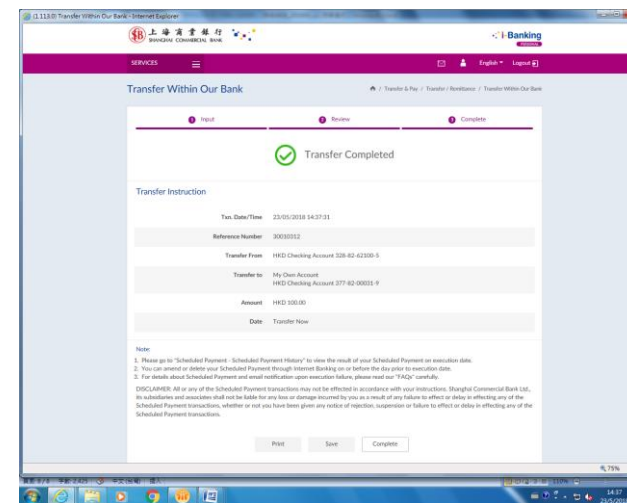 (1.113.0) Transfer Within Our Bank - Internet Explorer
上海商業銀行
SHANGHAI COMMERCIAL BANK
i-Banking
PERSONAL
SERVICES
English
Logout
Transfer Within Our Bank
/ Transfer & Pay / Transfer / Remittance / Transfer Within Our Bank
1 Input
2 Review
3 Complete
Transfer Completed
Transfer Instruction
Txn. Date/Time 23/05/2018 14:37:31
Reference Number 30010312
Transfer From HKD Checking Account 328-82-62100-5
Transfer to My Own Account
HKD Checking Account 377-82-00031-9
Amount HKD 100.00
Date Transfer Now
Note:
1. Please go to "Scheduled Payment - Scheduled Payment History" to view the result of your Scheduled Payment on execution date.
2. You can amend or delete your Scheduled Payment through Internet Banking on or before the day prior to execution date.
3. For details about Scheduled Payment and email notification upon execution failure, please read our "FAQs" carefully.
DISCLAIMER: All or any of the Scheduled Payment transactions may not be effected in accordance with your instructions. Shanghai Commercial Bank Ltd.,
its subsidiaries and associates shall not be liable for any loss or damage incurred by you as a result of any failure to effect or delay in effecting any of the
Scheduled Payment transactions, whether or not you have been given any notice of rejection, suspension or failure to effect or delay in effecting any of the
Scheduled Payment transactions.
Print
Save
Complete
75%
字數: 2,425
110%
14:37
23/5/201